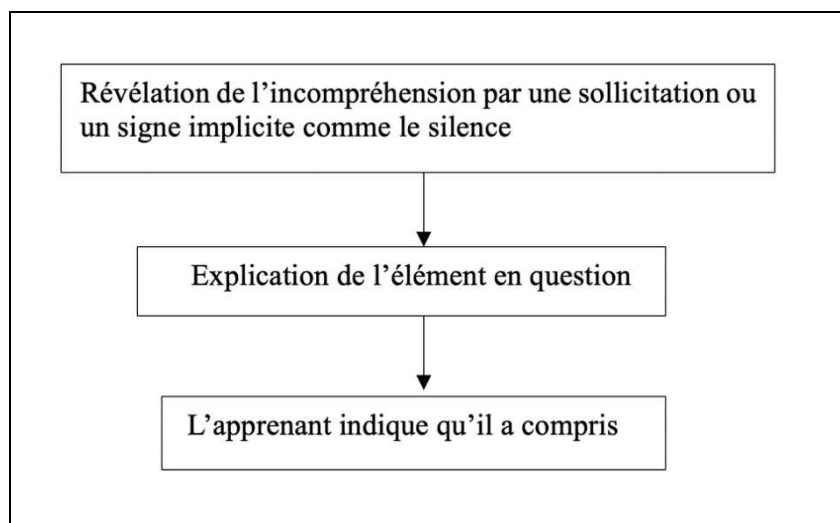 Révélation de l’incompréhension par une sollicitation ou
un signe implicite comme le silence
Explication de l’élément en question
L’apprenant indique qu’il a compris